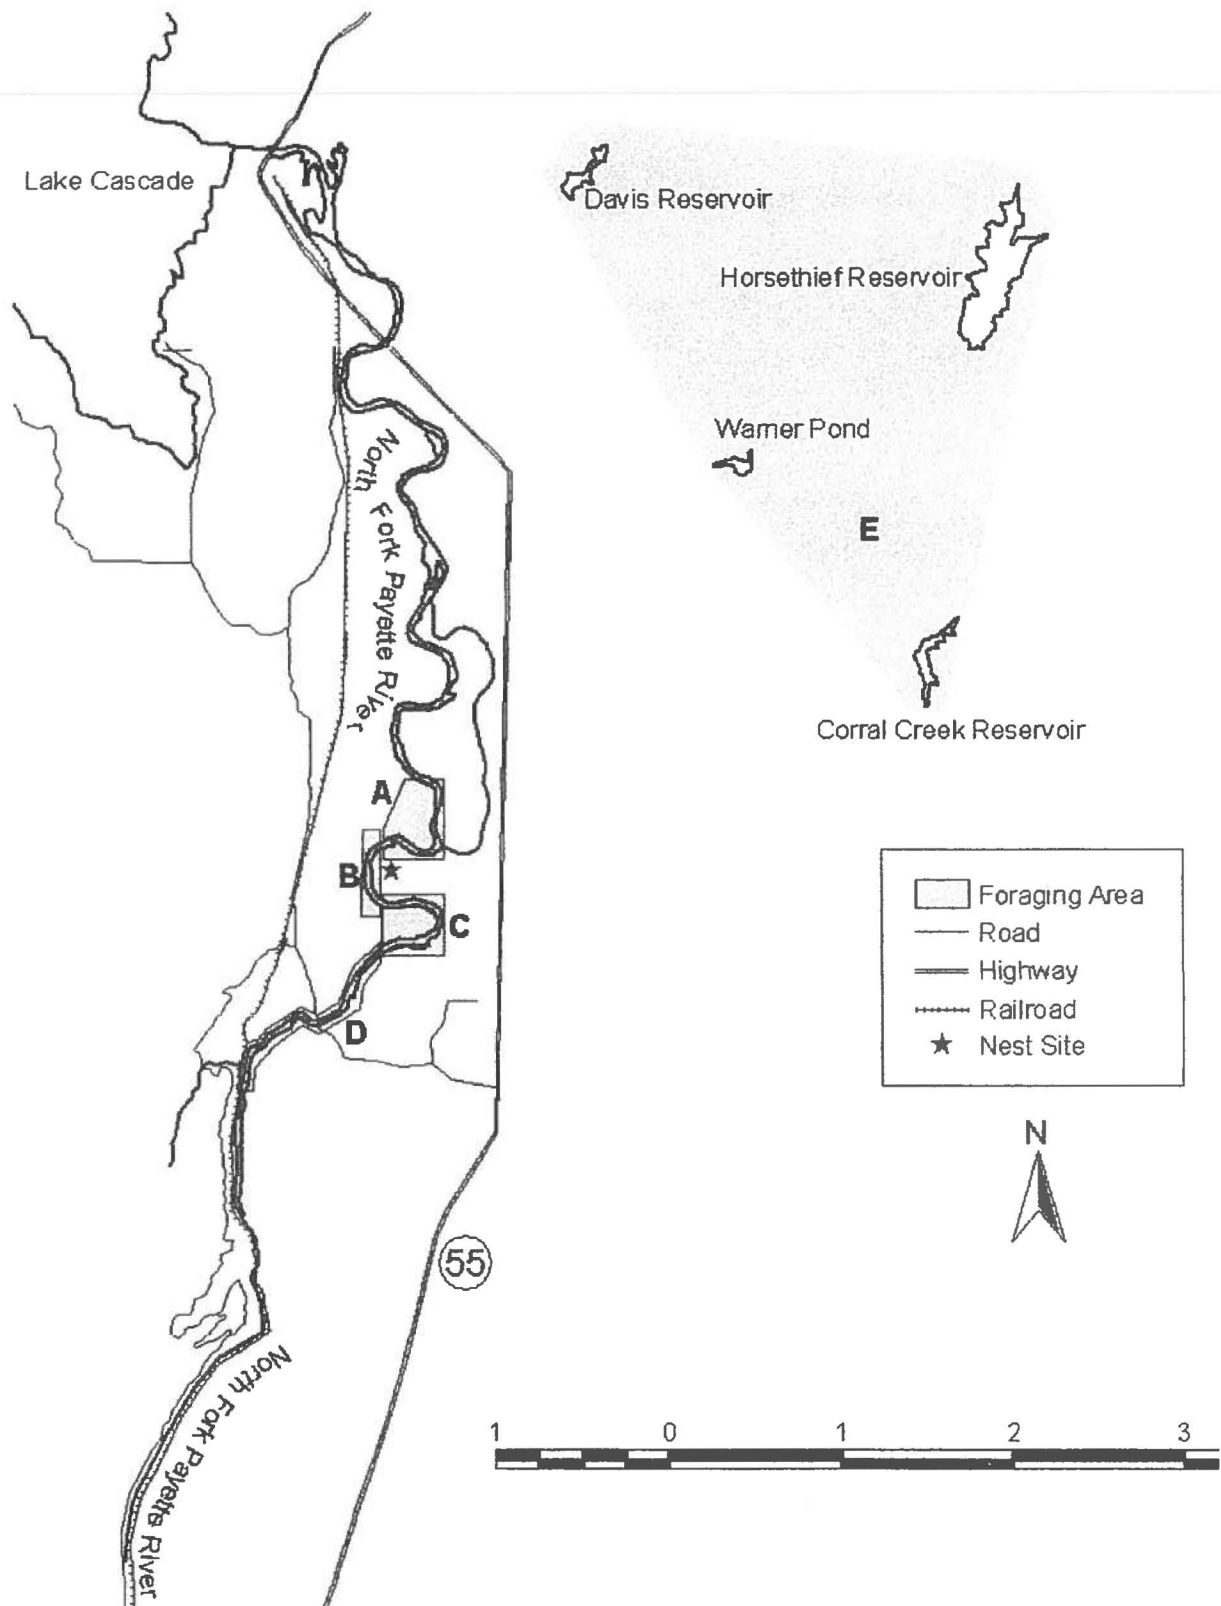 Lake Cascade
Davis Reservoir
Horsethief Reservoir
Warner Pond
North Fork Payette River
E
Corral Creek Reservoir
A
B
C
D
Foraging Area
Road
Highway
Railroad
Nest Site
N
55
North Fork Payette River
1 0 1 2 3